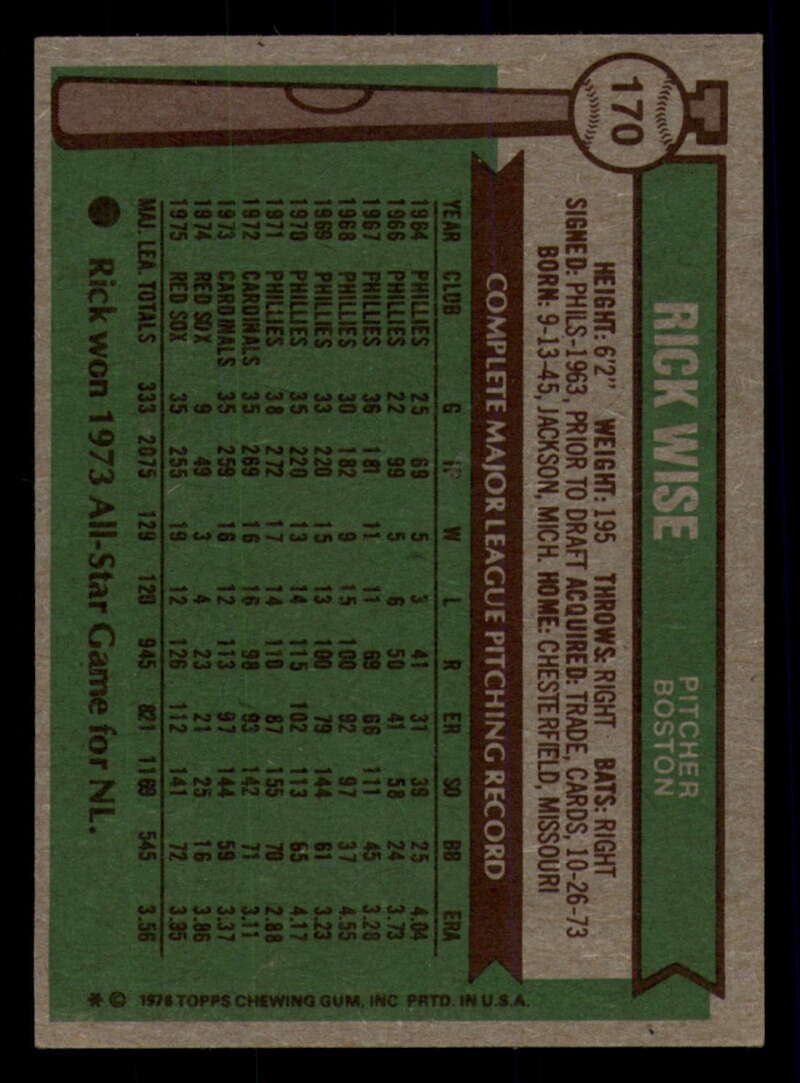 170
RICK WISE
PITCHER
BOSTON
HEIGHT: 6'2" WEIGHT: 195 THROWS: RIGHT BATS: RIGHT
SIGNED: PHILS-1963, PRIOR TO DRAFT ACQUIRED: TRADE, CARDS, 10-26-73
BORN: 9-13-45, JACKSON, MICH. HOME: CHESTERFIELD, MISSOURI
COMPLETE MAJOR LEAGUE PITCHING RECORD
YEAR CLUB G IP W L R ER SO BB ERA
1964 PHILLIES 25 69 5 3 41 31 39 25 4.04
1966 PHILLIES 22 99 5 6 50 41 58 24 3.73
1967 PHILLIES 36 181 11 11 69 66 111 45 3.28
1968 PHILLIES 30 182 9 15 100 92 97 37 4.55
1969 PHILLIES 33 220 15 13 100 79 144 61 3.23
1970 PHILLIES 35 220 13 14 115 102 113 65 4.17
1971 PHILLIES 38 272 17 14 110 87 155 70 2.88
1972 CARDINALS 35 269 16 16 98 93 142 71 3.11
1973 CARDINALS 35 259 16 12 113 97 144 59 3.37
1974 RED SOX 9 49 3 4 23 21 25 16 3.86
1975 RED SOX 35 255 19 12 126 112 141 72 3.95
MAJ. LEA. TOTALS 333 2075 129 120 945 821 1169 545 3.56
Rick won 1973 All-Star Game for NL.
* © 1976 TOPPS CHEWING GUM, INC PRTD. IN U.S.A.